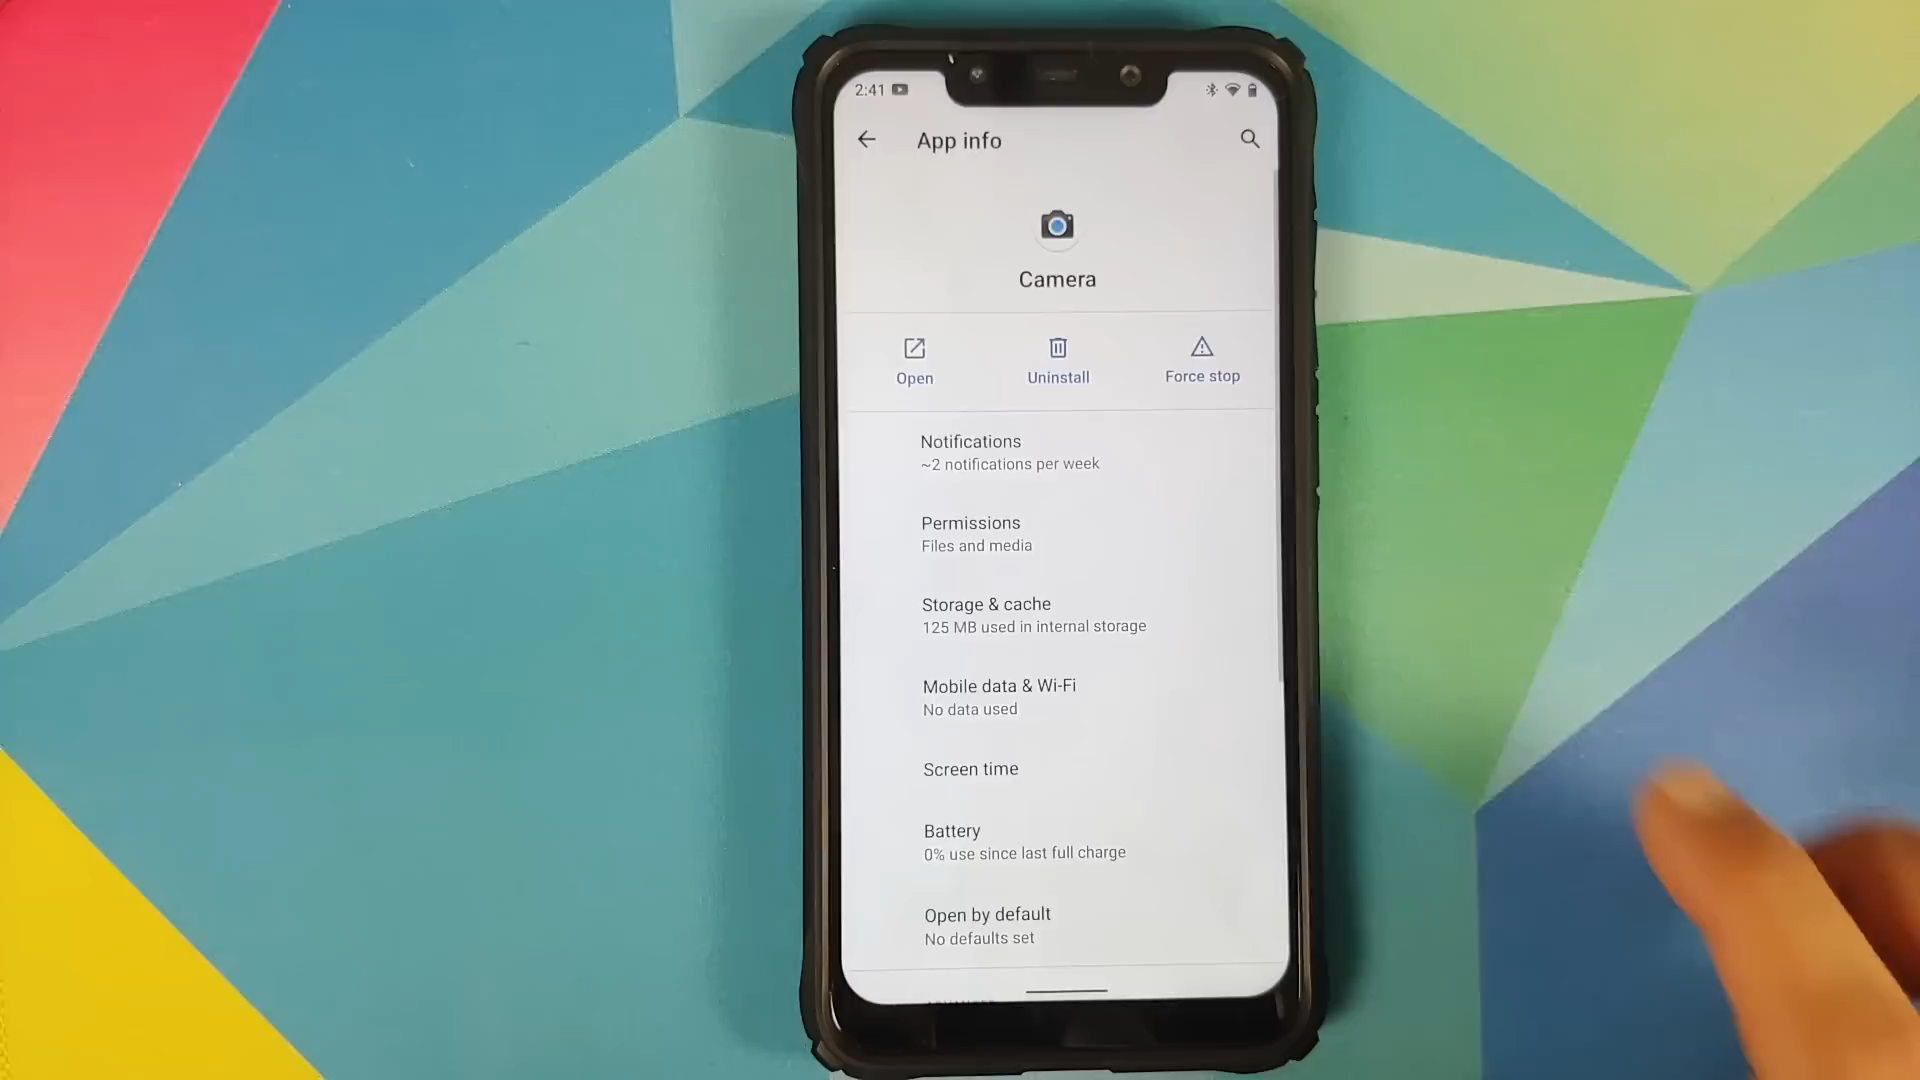 2:41
App info
Camera
Open
Uninstall
Force stop
Notifications
~2 notifications per week
Permissions
Files and media
Storage & cache
125 MB used in internal storage
Mobile data & Wi-Fi
No data used
Screen time
Battery
0% use since last full charge
Open by default
No defaults set